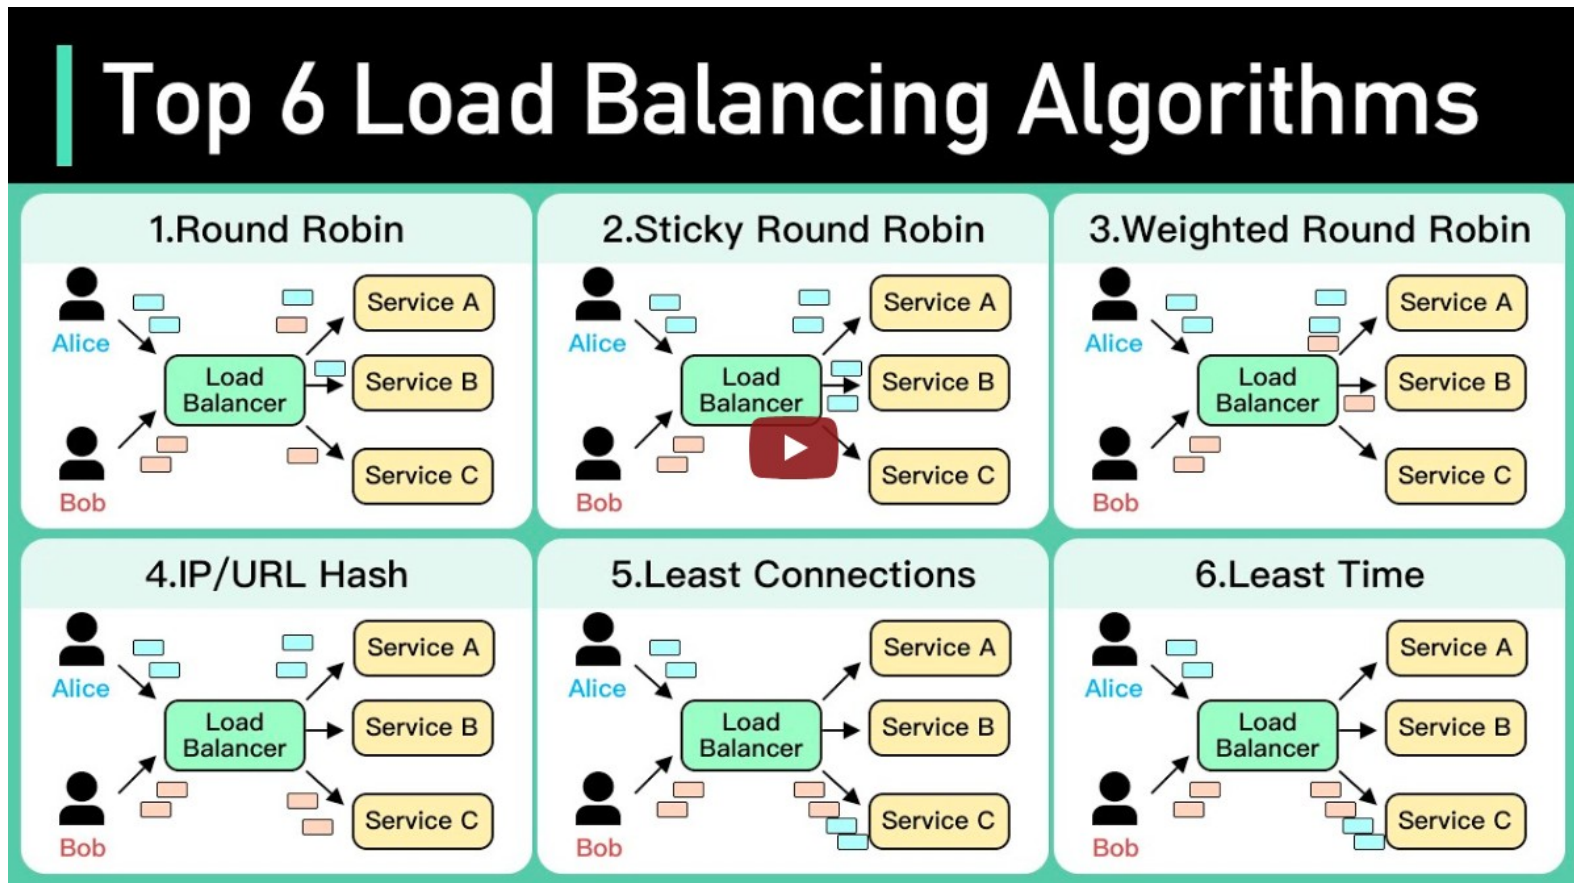 Top 6 Load Balancing Algorithms
1.Round Robin
Alice
Bob
Load
Balancer
Service A
Service B
Service C
2.Sticky Round Robin
Alice
Bob
Load
Balancer
Service A
Service B
Service C
3.Weighted Round Robin
Alice
Bob
Load
Balancer
Service A
Service B
Service C
4.IP/URL Hash
Alice
Bob
Load
Balancer
Service A
Service B
Service C
5.Least Connections
Alice
Bob
Load
Balancer
Service A
Service B
Service C
6.Least Time
Alice
Bob
Load
Balancer
Service A
Service B
Service C